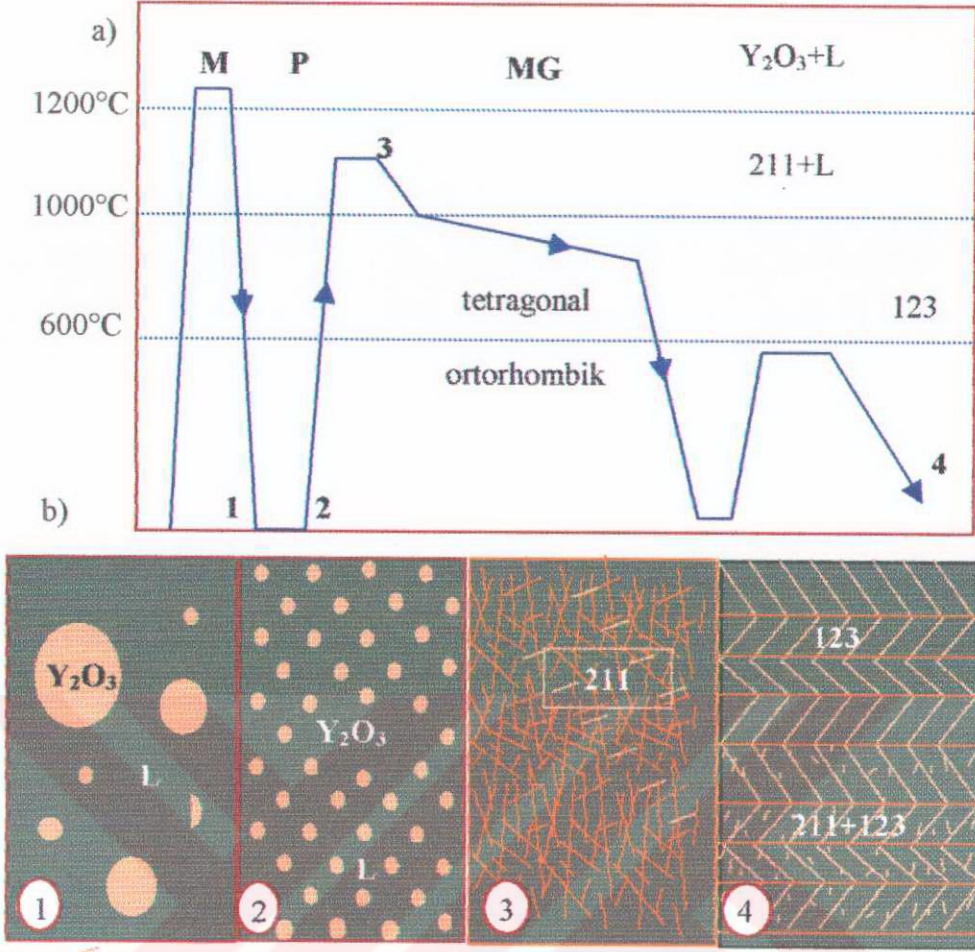 a)
M P MG Y₂O₃+L
1200°C
3
211+L
1000°C
tetragonal 123
600°C
ortorhombik
4
b) 1 2
Y₂O₃ L 1
Y₂O₃ L 2
211 3
123 211+123 4